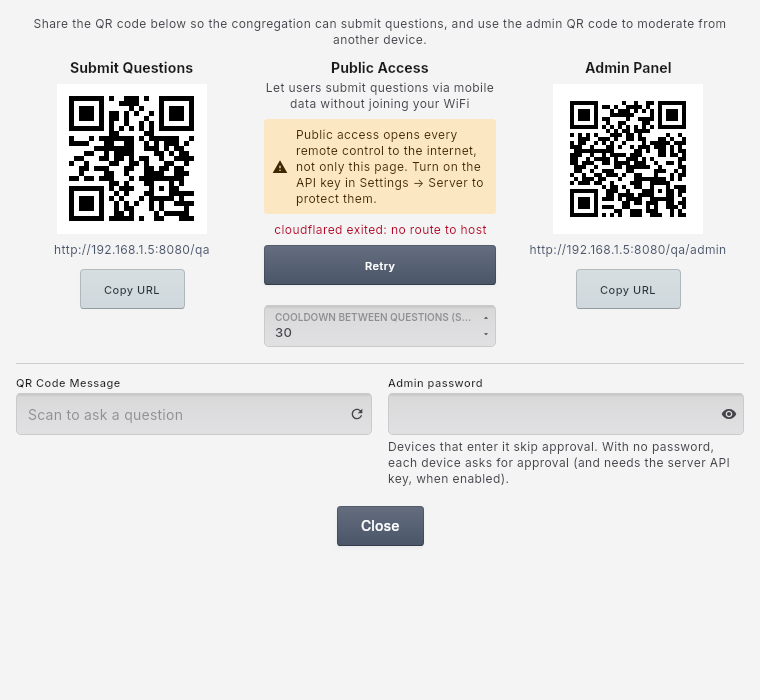 Share the QR code below so the congregation can submit questions, and use the admin QR code to moderate from
another device.
Submit Questions
http://192.168.1.5:8080/qa
Copy URL
Public Access
Let users submit questions via mobile
data without joining your WiFi
Public access opens every
remote control to the internet,
not only this page. Turn on the
API key in Settings → Server to
protect them.
cloudflared exited: no route to host
Retry
COOLDOWN BETWEEN QUESTIONS (S...
30
Admin Panel
http://192.168.1.5:8080/qa/admin
Copy URL
QR Code Message
Scan to ask a question
Admin password
Devices that enter it skip approval. With no password,
each device asks for approval (and needs the server API
key, when enabled).
Close